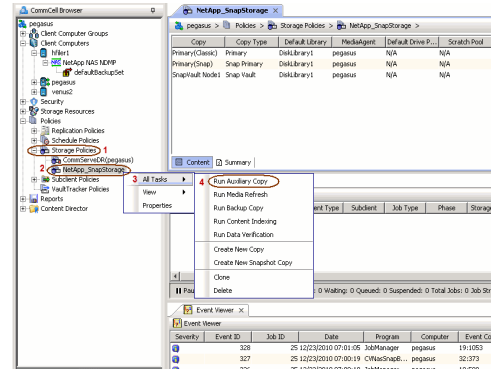 CommCell Browser
pegasus
Client Computer Groups
Client Computers
hfiler1
NetApp NAS NDMP
defaultBackupSet
pegasus
venus2
Security
Storage Resources
Policies
Replication Policies
Schedule Policies
Storage Policies 1
CommServeDR(pegasus)
2 NetApp_SnapStorage
Subclient Policies
VaultTracker Policies
Reports
Content Director
NetApp_SnapStorage
pegasus > Policies > Storage Policies > NetApp_SnapStorage >
Copy Copy Type Default Library MediaAgent Default Drive P... Scratch Pool
Primary(Classic) Primary DiskLibrary1 pegasus N/A N/A
Primary(Snap) Snap Primary DiskLibrary1 pegasus N/A N/A
SnapVault Node1 Snap Vault DiskLibrary1 pegasus N/A N/A
Content Summary
3 All Tasks
View
Properties
4 Run Auxiliary Copy
Run Media Refresh
Run Backup Copy
Run Content Indexing
Run Data Verification
Create New Copy
Create New Snapshot Copy
Clone
Delete
ent Type Subclient Job Type Phase Storag
Pau : 0 Waiting: 0 Queued: 0 Suspended: 0 Total Jobs: 0 Job Str
Event Viewer
Event Viewer
Severity Event ID Job ID Date Program Computer Event Co
328 25 12/23/2010 07:01:05 JobManager pegasus 19:1053
327 25 12/23/2010 07:00:19 CVNasSnapB... pegasus 32:373